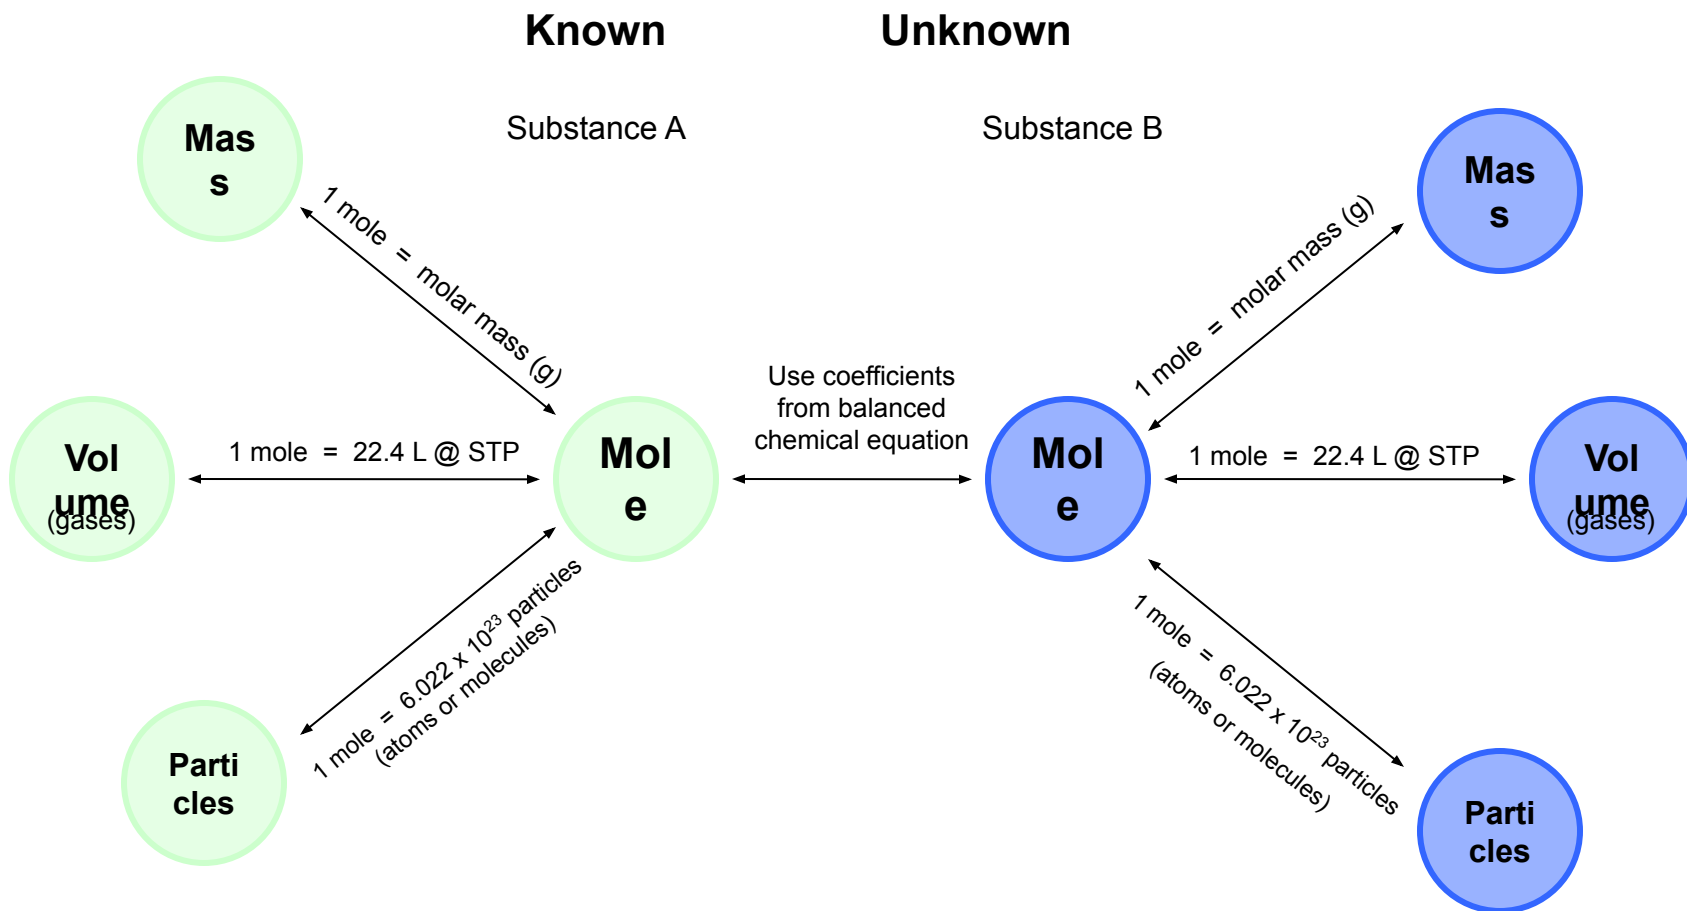 Known
Unknown
Substance A
Substance B
Mas
s
1 mole = molar mass (g)
Vol
ume
(gases)
1 mole = 22.4 L @ STP
Mol
e
Parti
cles
1 mole = 6.022 x 10²³ particles
(atoms or molecules)
Use coefficients
from balanced
chemical equation
Mol
e
1 mole = molar mass (g)
Mas
s
1 mole = 22.4 L @ STP
Vol
ume
(gases)
1 mole = 6.022 x 10²³ particles
(atoms or molecules)
Parti
cles